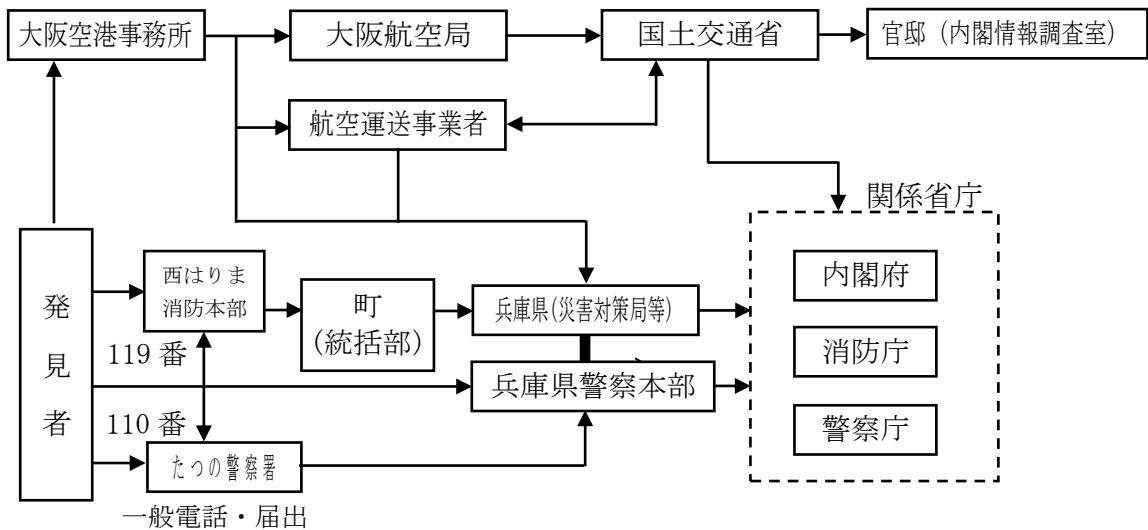 大阪空港事務所
大阪航空局
国土交通省
官邸（内閣情報調査室）
航空運送事業者
関係省庁
発見者
西はりま
消防本部
町
(統括部)
兵庫県(災害対策局等)
内閣府
119 番
消防庁
兵庫県警察本部
110 番
警察庁
たつの警察署
一般電話・届出